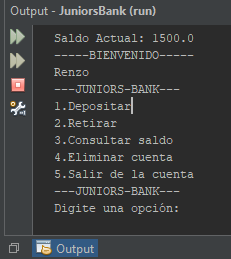 Output - JuniorsBank (run)
Saldo Actual: 1500.0
-----BIENVENIDO-----
Renzo
---JUNIORS-BANK---
1.Depositar
2.Retirar
3.Consultar saldo
4.Eliminar cuenta
5.Salir de la cuenta
---JUNIORS-BANK---
Digite una opción:
Output